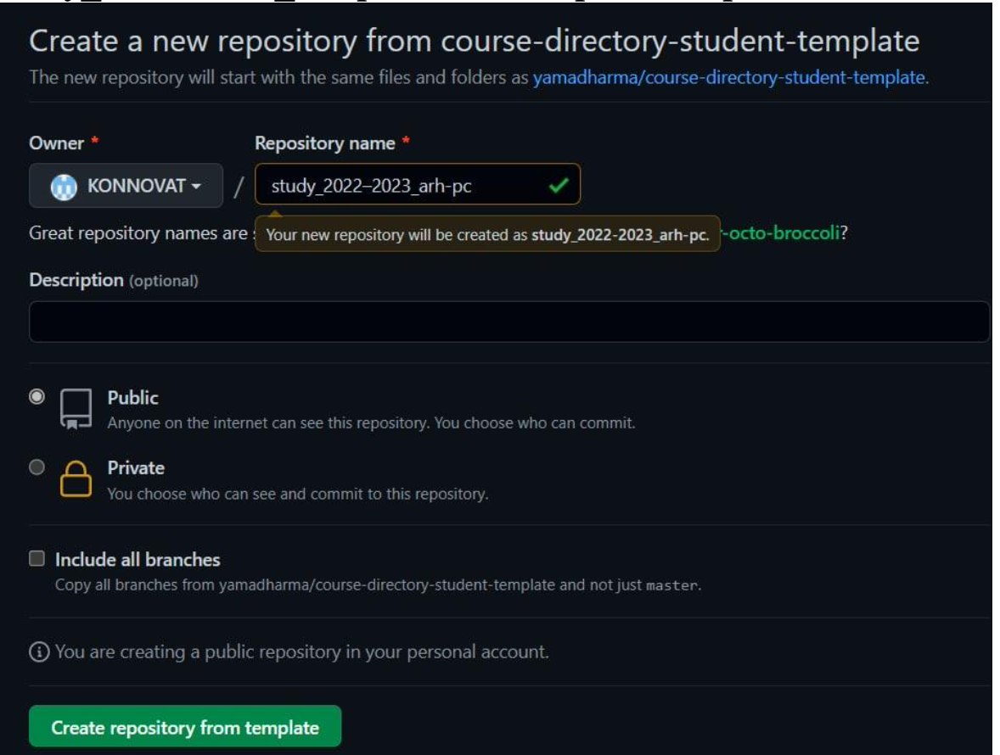 Create a new repository from course-directory-student-template
The new repository will start with the same files and folders as yamadharma/course-directory-student-template.
Owner * Repository name *
KONNOVAT / study_2022–2023_arh-pc
Great repository names are Your new repository will be created as study_2022-2023_arh-pc. -octo-broccoli?
Description (optional)
Public
Anyone on the internet can see this repository. You choose who can commit.
Private
You choose who can see and commit to this repository.
Include all branches
Copy all branches from yamadharma/course-directory-student-template and not just master.
You are creating a public repository in your personal account.
Create repository from template